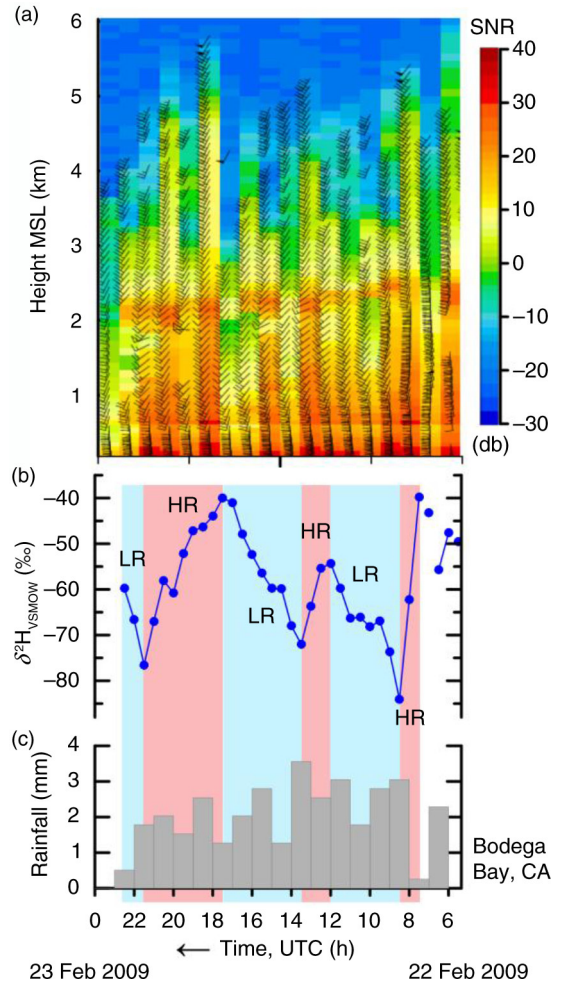 (a)
SNR
6
5
4
3
2
1
Height MSL (km)
40
30
20
10
0
−10
−20
−30
(db)
(b)
−40
−50
−60
−70
−80
δ²H_VSMOW (‰)
LR
HR
LR
HR
LR
HR
(c)
4
3
2
1
0
Rainfall (mm)
Bodega
Bay, CA
0 22 20 18 16 14 12 10 8 6
← Time, UTC (h)
23 Feb 2009 22 Feb 2009